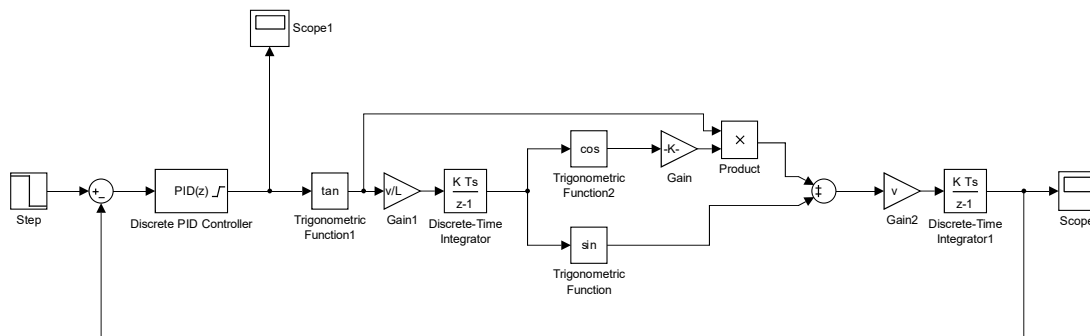 Scope1
Step
+
−
PID(z)
Discrete PID Controller
tan
Trigonometric
Function1
v/L
Gain1
K Ts
z-1
Discrete-Time
Integrator
cos
Trigonometric
Function2
-K-
Gain
×
Product
sin
Trigonometric
Function
+
+
v
Gain2
K Ts
z-1
Discrete-Time
Integrator1
Scope